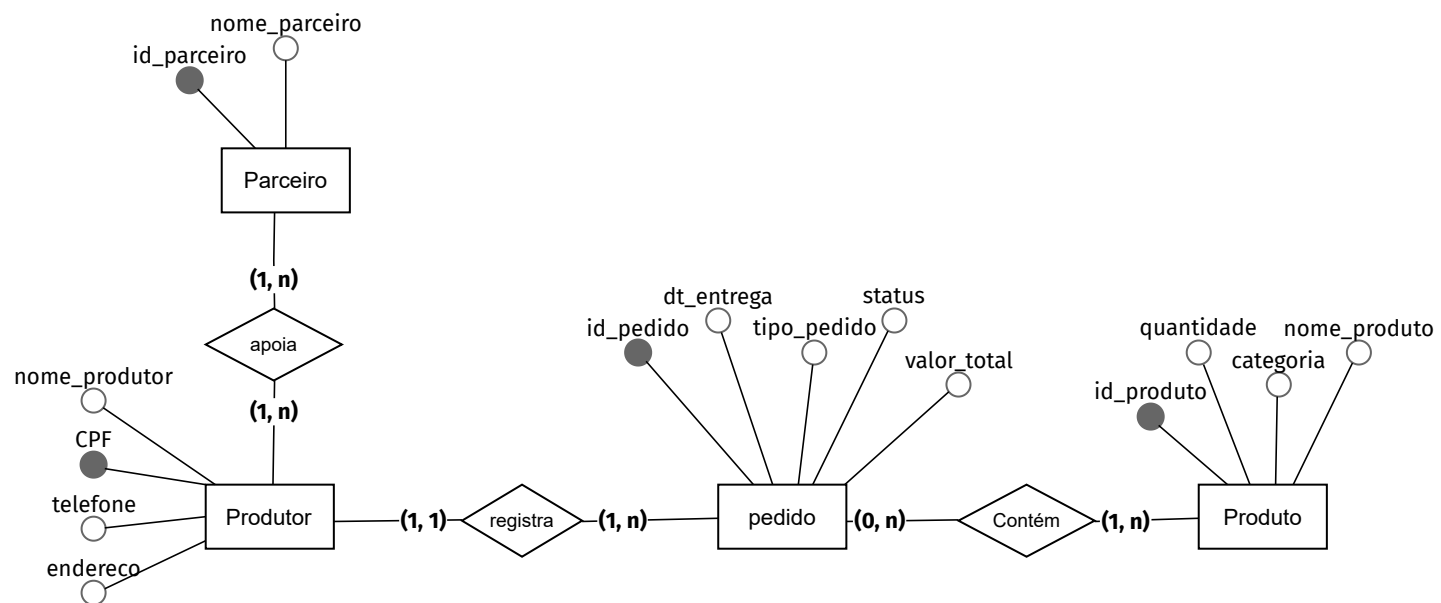 nome_parceiro
id_parceiro
Parceiro
(1, n)
apoia
(1, n)
nome_produtor
CPF
telefone
endereco
Produtor
(1, 1)
registra
(1, n)
dt_entrega
status
id_pedido
tipo_pedido
valor_total
pedido
(0, n)
Contém
(1, n)
quantidade
nome_produto
categoria
id_produto
Produto